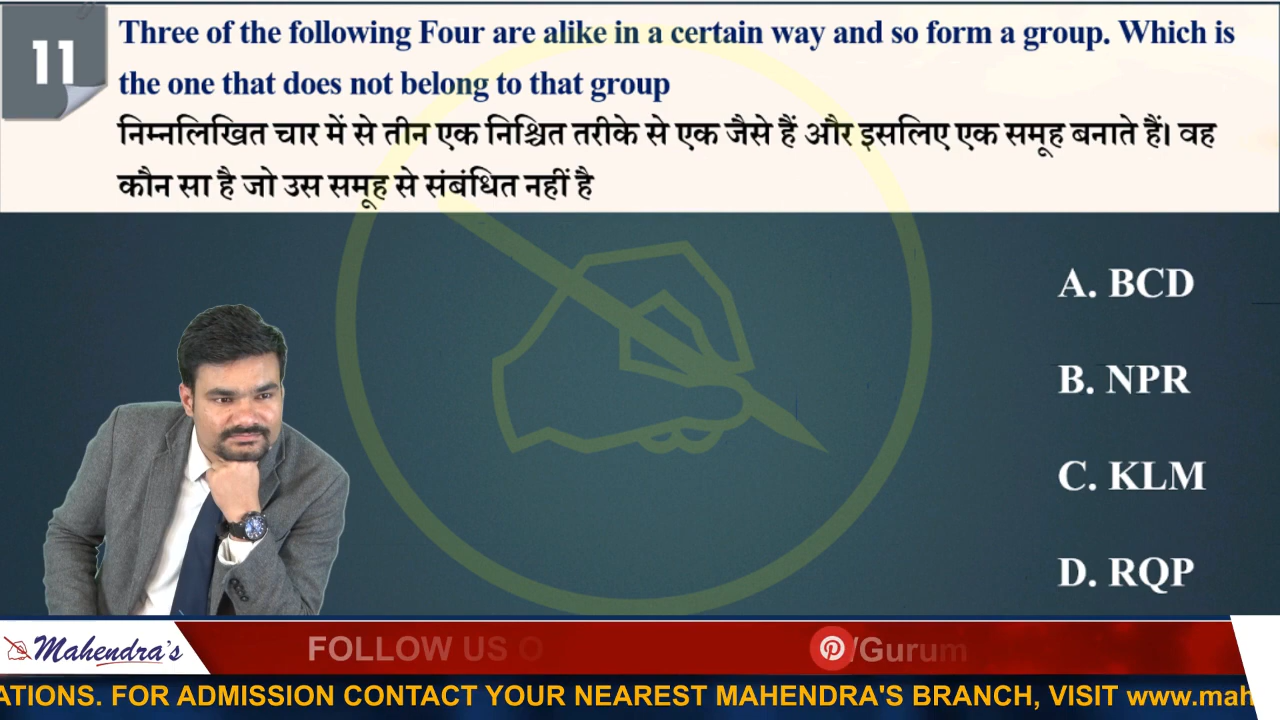 11
Three of the following Four are alike in a certain way and so form a group. Which is
the one that does not belong to that group
निम्नलिखित चार में से तीन एक निश्चित तरीके से एक जैसे हैं और इसलिए एक समूह बनाते हैं। वह
कौन सा है जो उस समूह से संबंधित नहीं है
A. BCD
B. NPR
C. KLM
D. RQP
Mahendra's
FOLLOW US O
/Gurum
ATIONS. FOR ADMISSION CONTACT YOUR NEAREST MAHENDRA'S BRANCH, VISIT www.mah